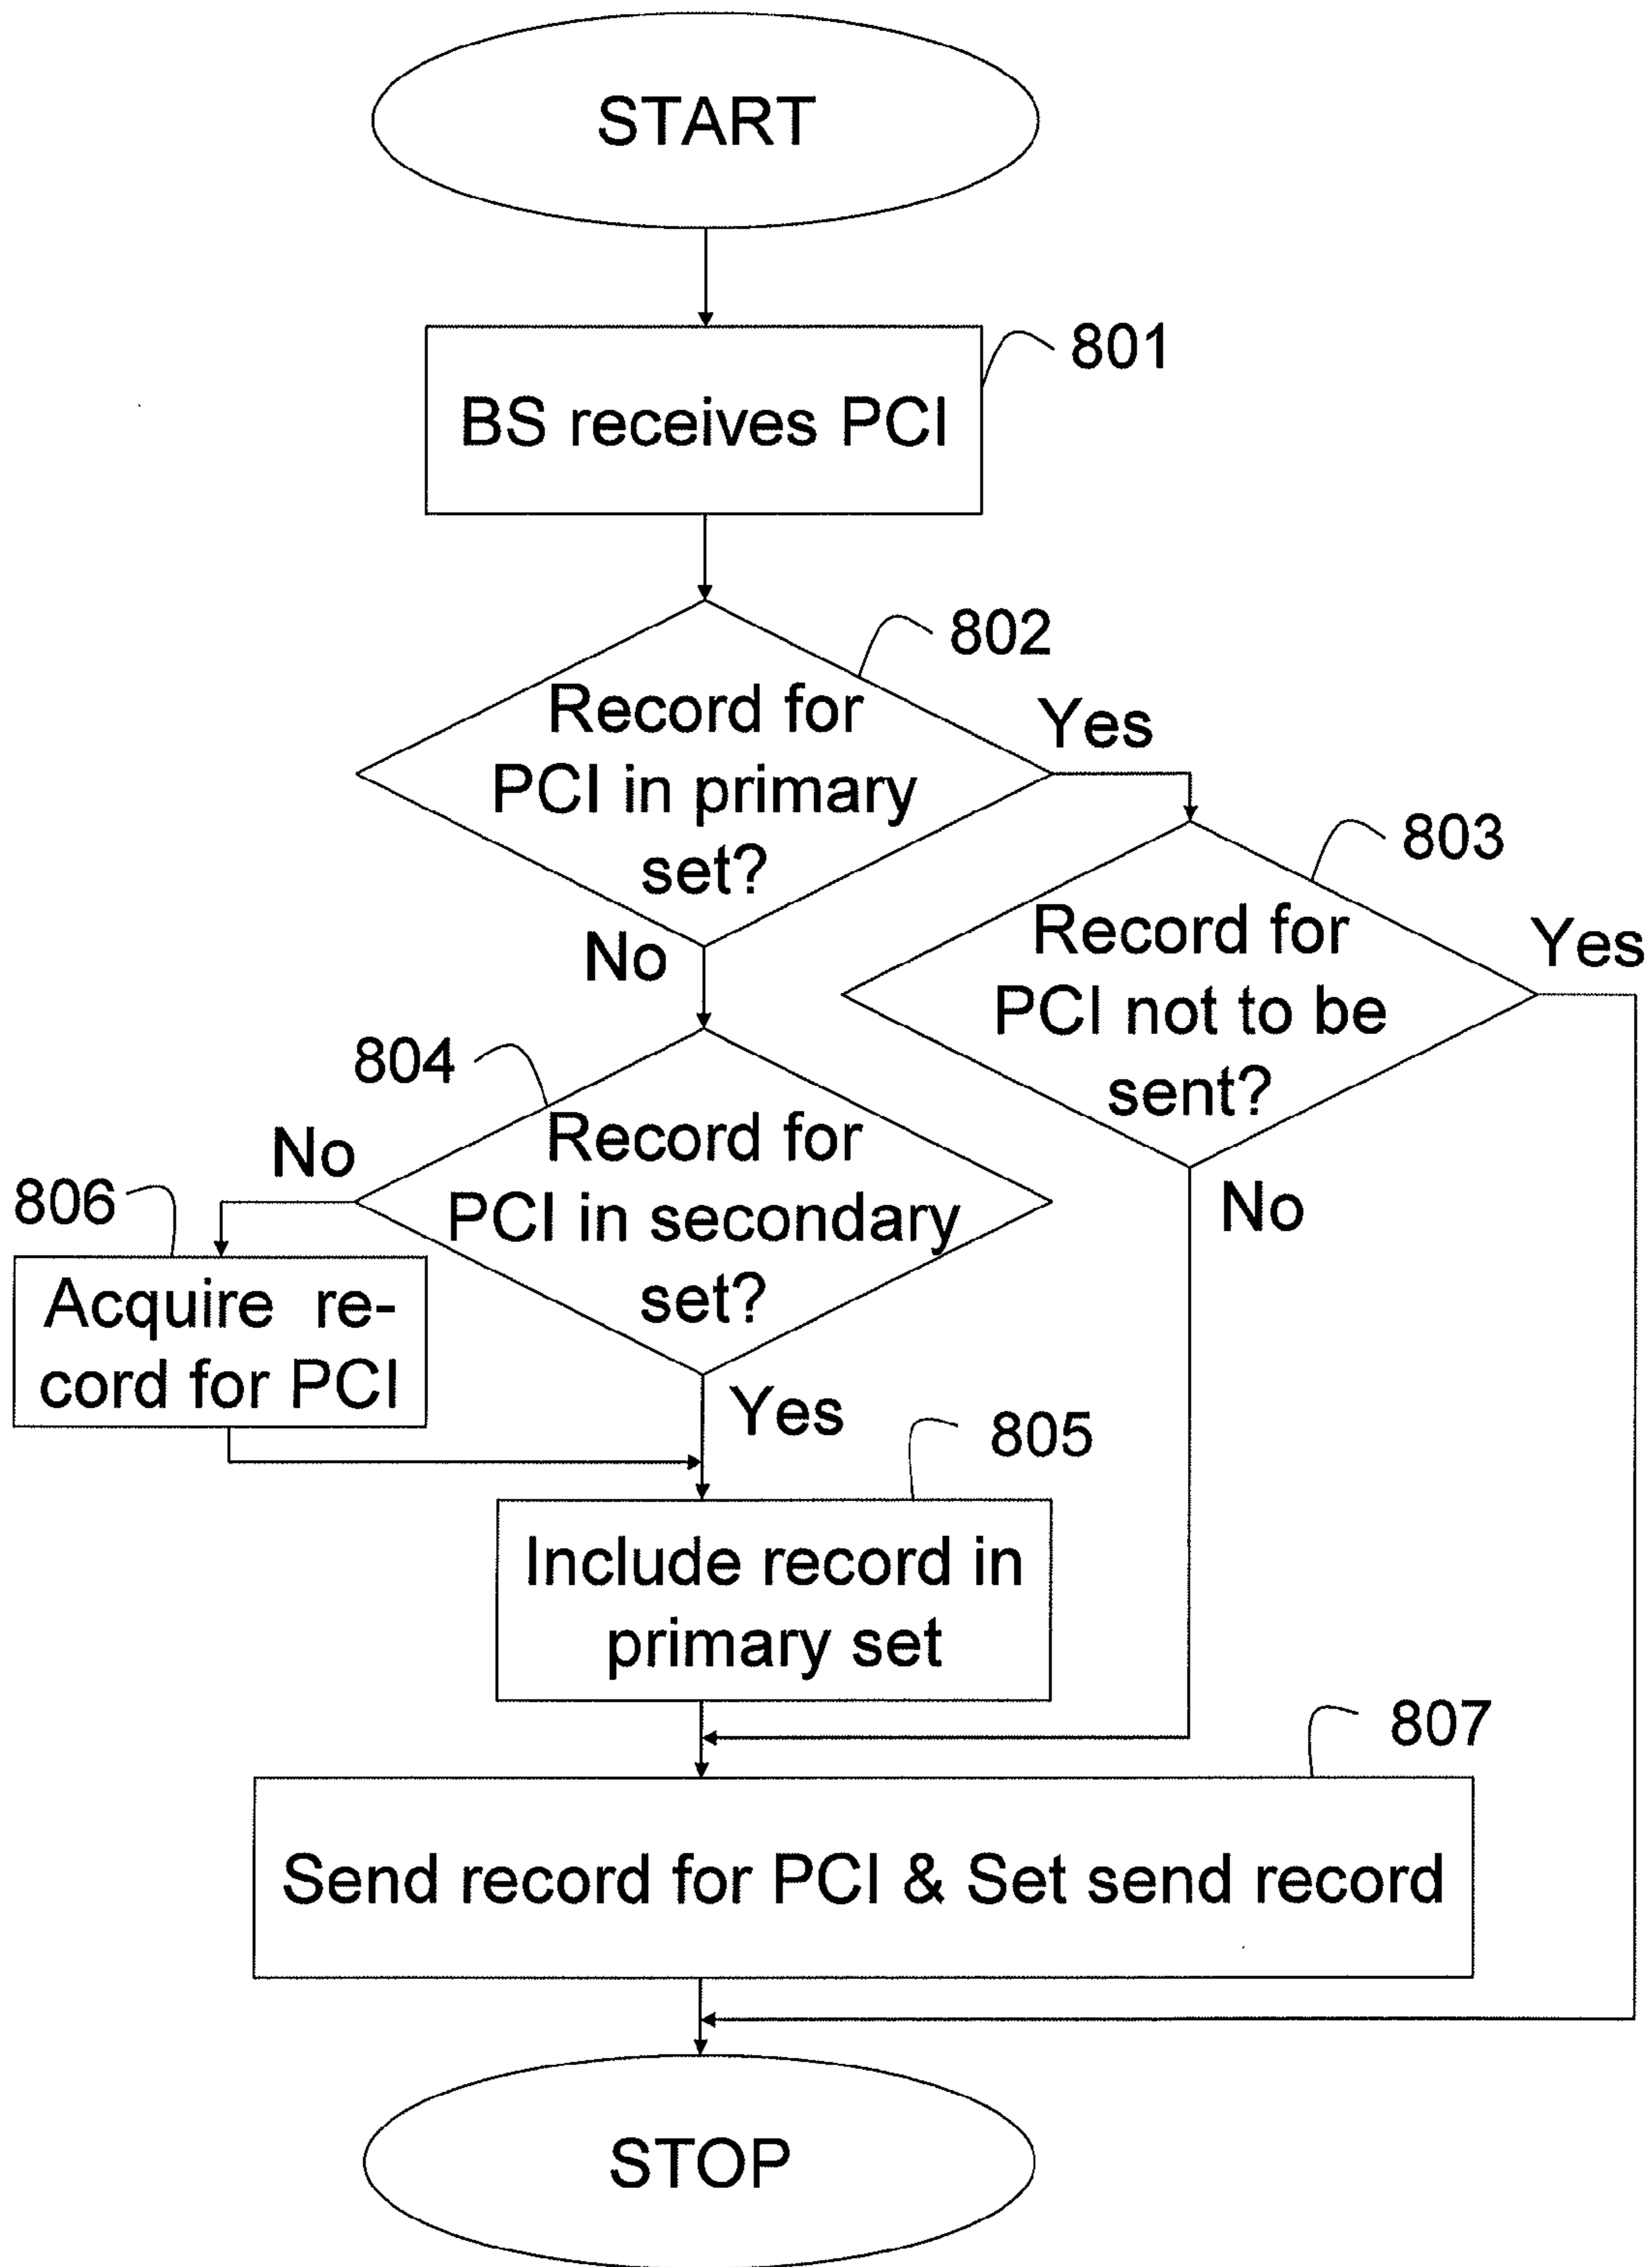 START
801
BS receives PCI
802
Record for
PCI in primary
set?
Yes
No
803
Record for
PCI not to be
sent?
Yes
No
804
Record for
PCI in secondary
set?
No
Yes
806
Acquire re-
cord for PCI
805
Include record in
primary set
807
Send record for PCI & Set send record
STOP